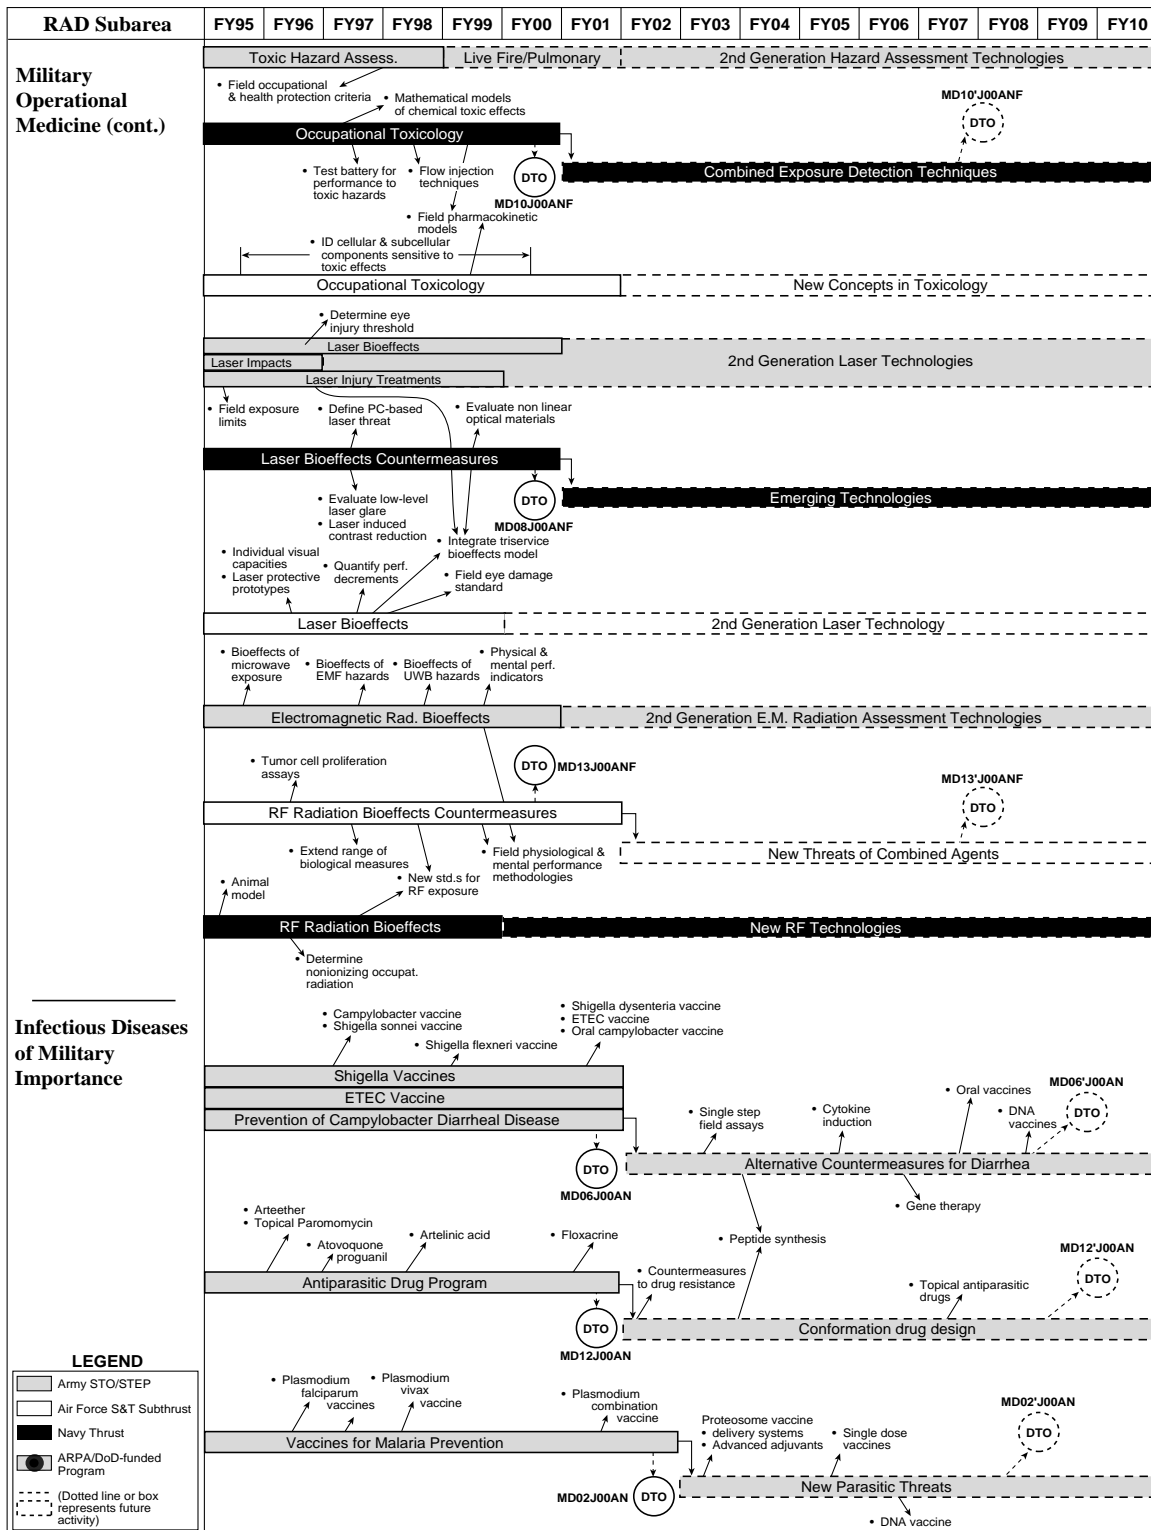 RAD Subarea FY95 FY96 FY97 FY98 FY99 FY00 FY01 FY02 FY03 FY04 FY05 FY06 FY07 FY08 FY09 FY10
Military
Operational
Medicine (cont.)
Toxic Hazard Assess. Live Fire/Pulmonary 2nd Generation Hazard Assessment Technologies
• Field occupational
& health protection criteria
• Mathematical models
of chemical toxic effects
MD10'J00ANF
DTO
Occupational Toxicology
Combined Exposure Detection Techniques
• Test battery for
performance to
toxic hazards
• Flow injection
techniques
DTO
MD10J00ANF
• Field pharmacokinetic
models
• ID cellular & subcellular
components sensitive to
toxic effects
Occupational Toxicology New Concepts in Toxicology
• Determine eye
injury threshold
Laser Bioeffects
Laser Impacts
Laser Injury Treatments
2nd Generation Laser Technologies
• Field exposure
limits
• Define PC-based
laser threat
• Evaluate non linear
optical materials
Laser Bioeffects Countermeasures
Emerging Technologies
DTO
MD08J00ANF
• Evaluate low-level
laser glare
• Laser induced
contrast reduction
• Integrate triservice
bioeffects model
• Individual visual
capacities
• Laser protective
prototypes
• Quantify perf.
decrements
• Field eye damage
standard
Laser Bioeffects 2nd Generation Laser Technology
• Bioeffects of
microwave
exposure
• Bioeffects of
EMF hazards
• Bioeffects of
UWB hazards
• Physical &
mental perf.
indicators
Electromagnetic Rad. Bioeffects 2nd Generation E.M. Radiation Assessment Technologies
• Tumor cell proliferation
assays
DTO MD13J00ANF
MD13'J00ANF
DTO
RF Radiation Bioeffects Countermeasures
New Threats of Combined Agents
• Extend range of
biological measures
• Field physiological &
mental performance
methodologies
• New std.s for
RF exposure
• Animal
model
RF Radiation Bioeffects New RF Technologies
• Determine
nonionizing occupat.
radiation
Infectious Diseases
of Military
Importance
• Campylobacter vaccine
• Shigella sonnei vaccine
• Shigella flexneri vaccine
• Shigella dysenteria vaccine
• ETEC vaccine
• Oral campylobacter vaccine
Shigella Vaccines
ETEC Vaccine
Prevention of Campylobacter Diarrheal Disease
DTO
MD06J00AN
• Single step
field assays
• Cytokine
induction
• Oral vaccines
• DNA
vaccines
MD06'J00AN
DTO
Alternative Countermeasures for Diarrhea
• Gene therapy
• Peptide synthesis
• Arteether
• Topical Paromomycin
• Atovoquone
proguanil
• Artelinic acid
• Floxacrine
Antiparasitic Drug Program
DTO
MD12J00AN
• Countermeasures
to drug resistance
• Topical antiparasitic
drugs
MD12'J00AN
DTO
Conformation drug design
• Plasmodium
falciparum
vaccines
• Plasmodium
vivax
vaccine
• Plasmodium
combination
vaccine
Vaccines for Malaria Prevention
MD02J00AN DTO
Proteosome vaccine
• delivery systems
• Advanced adjuvants
• Single dose
vaccines
MD02'J00AN
DTO
New Parasitic Threats
• DNA vaccine
LEGEND
Army STO/STEP
Air Force S&T Subthrust
Navy Thrust
ARPA/DoD-funded
Program
(Dotted line or box
represents future
activity)